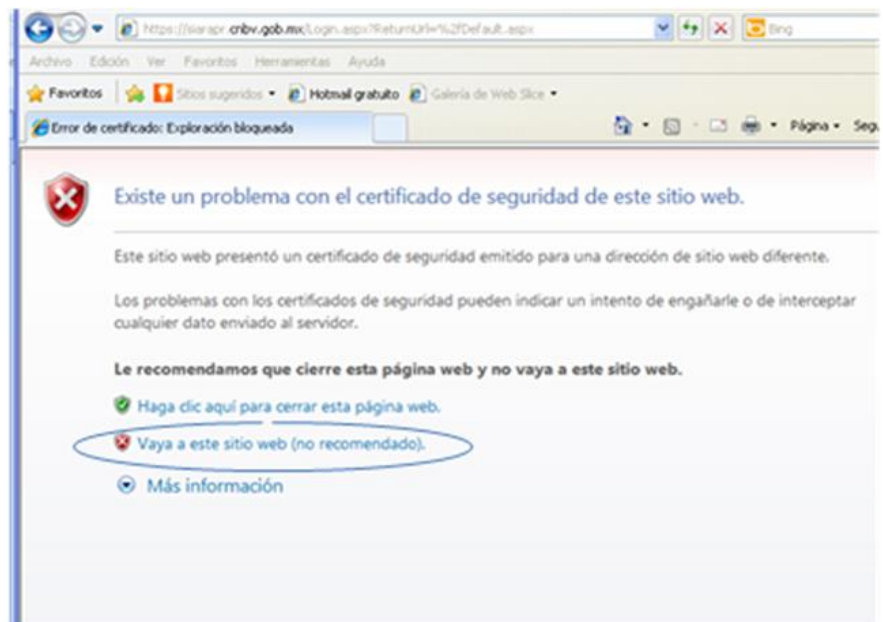 https://siarapr.cnbv.gob.mx/Login.aspx?ReturnUrl=%2fDefault.aspx
Bing
Archivo Edición Ver Favoritos Herramientas Ayuda
Favoritos Sitios sugeridos Hotmail gratuito Galería de Web Slice
Error de certificado: Exploración bloqueada
Página Segu
Existe un problema con el certificado de seguridad de este sitio web.
Este sitio web presentó un certificado de seguridad emitido para una dirección de sitio web diferente.
Los problemas con los certificados de seguridad pueden indicar un intento de engañarle o de interceptar
cualquier dato enviado al servidor.
Le recomendamos que cierre esta página web y no vaya a este sitio web.
Haga clic aquí para cerrar esta página web.
Vaya a este sitio web (no recomendado).
Más información